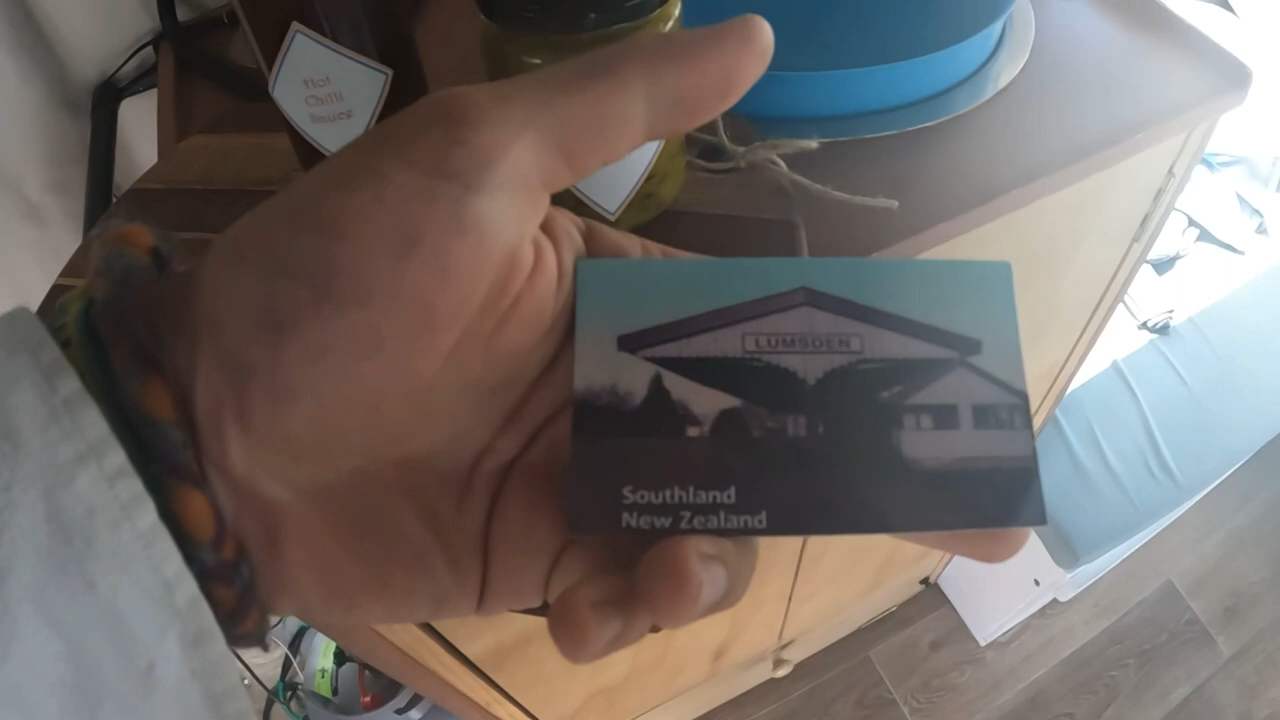 Hot
Chilli
Sauce
LUMSDEN
Southland
New Zealand